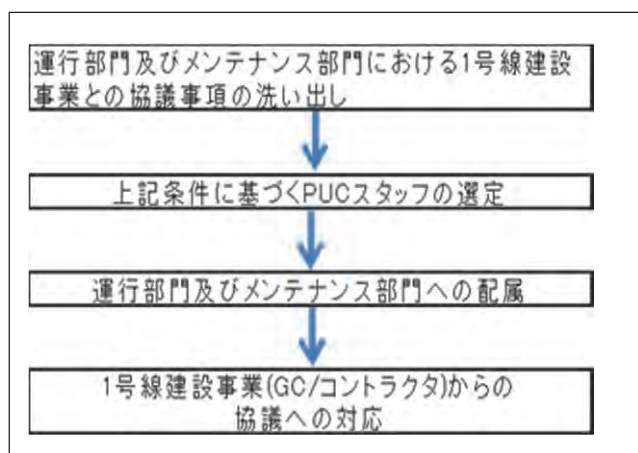 運行部門及びメンテナンス部門における1号線建設
事業との協議事項の洗い出し
上記条件に基づくPUCスタッフの選定
運行部門及びメンテナンス部門への配属
1号線建設事業(GC/コントラクタ)からの
協議への対応